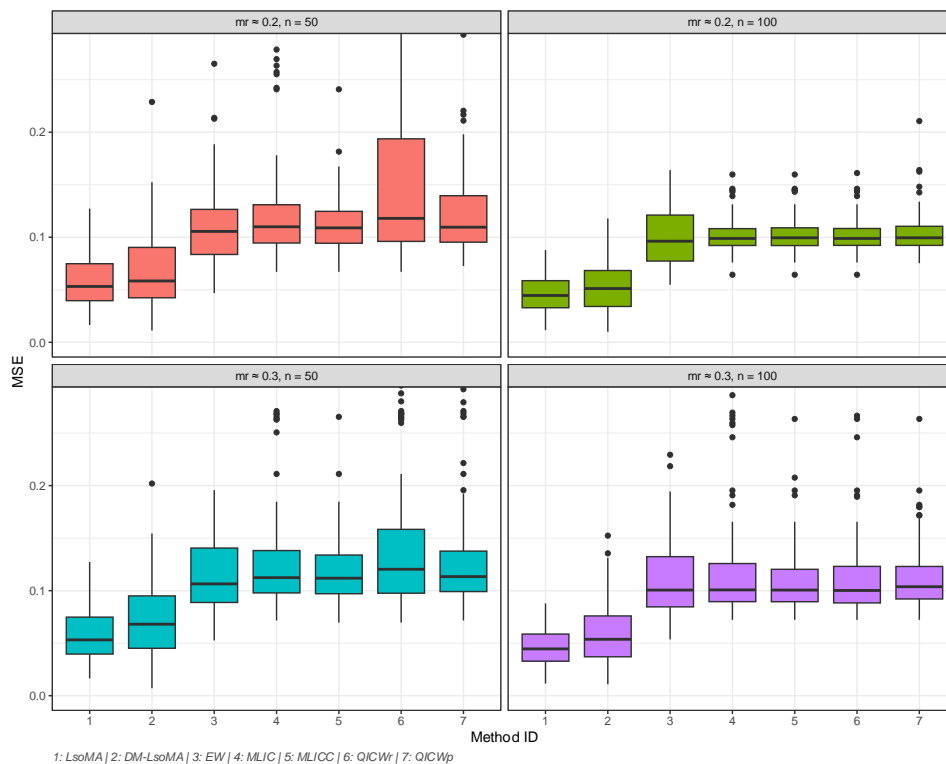 mr ≈ 0.2, n = 50
mr ≈ 0.2, n = 100
0.2
0.1
0.0
MSE
mr ≈ 0.3, n = 50
mr ≈ 0.3, n = 100
0.2
0.1
0.0
1 2 3 4 5 6 7
1 2 3 4 5 6 7
Method ID
1: LsoMA | 2: DM-LsoMA | 3: EW | 4: MLIC | 5: MLICC | 6: QICWr | 7: QICWp